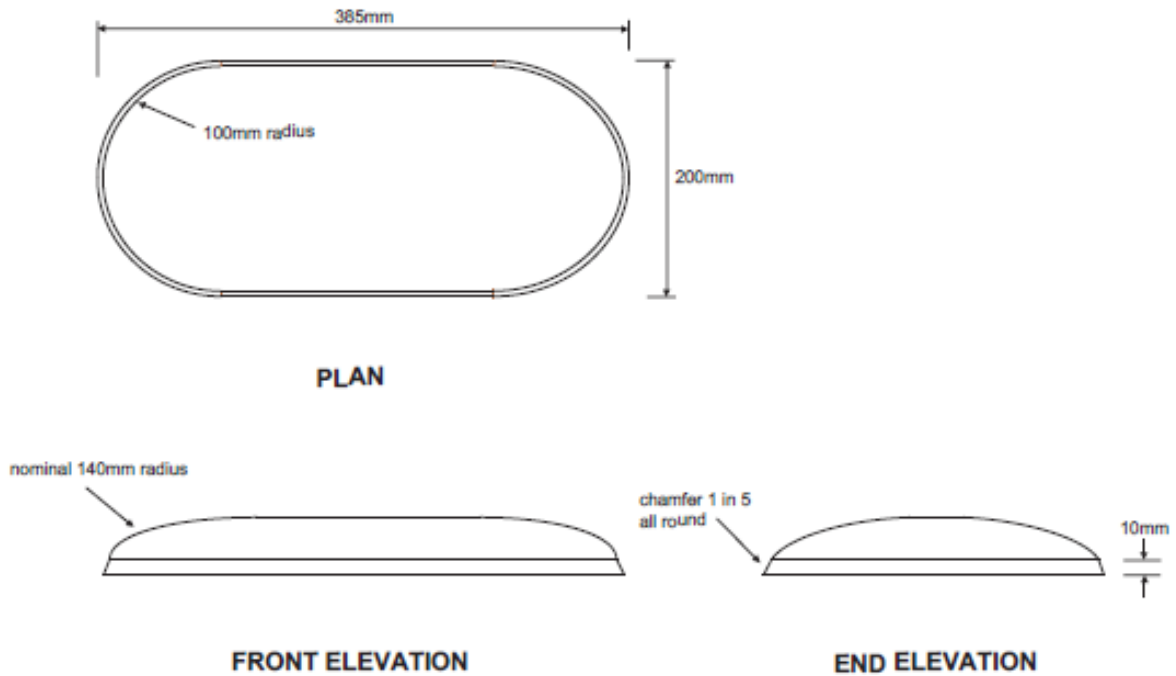 385mm
100mm radius
200mm
PLAN
nominal 140mm radius
chamfer 1 in 5
all round
10mm
FRONT ELEVATION
END ELEVATION